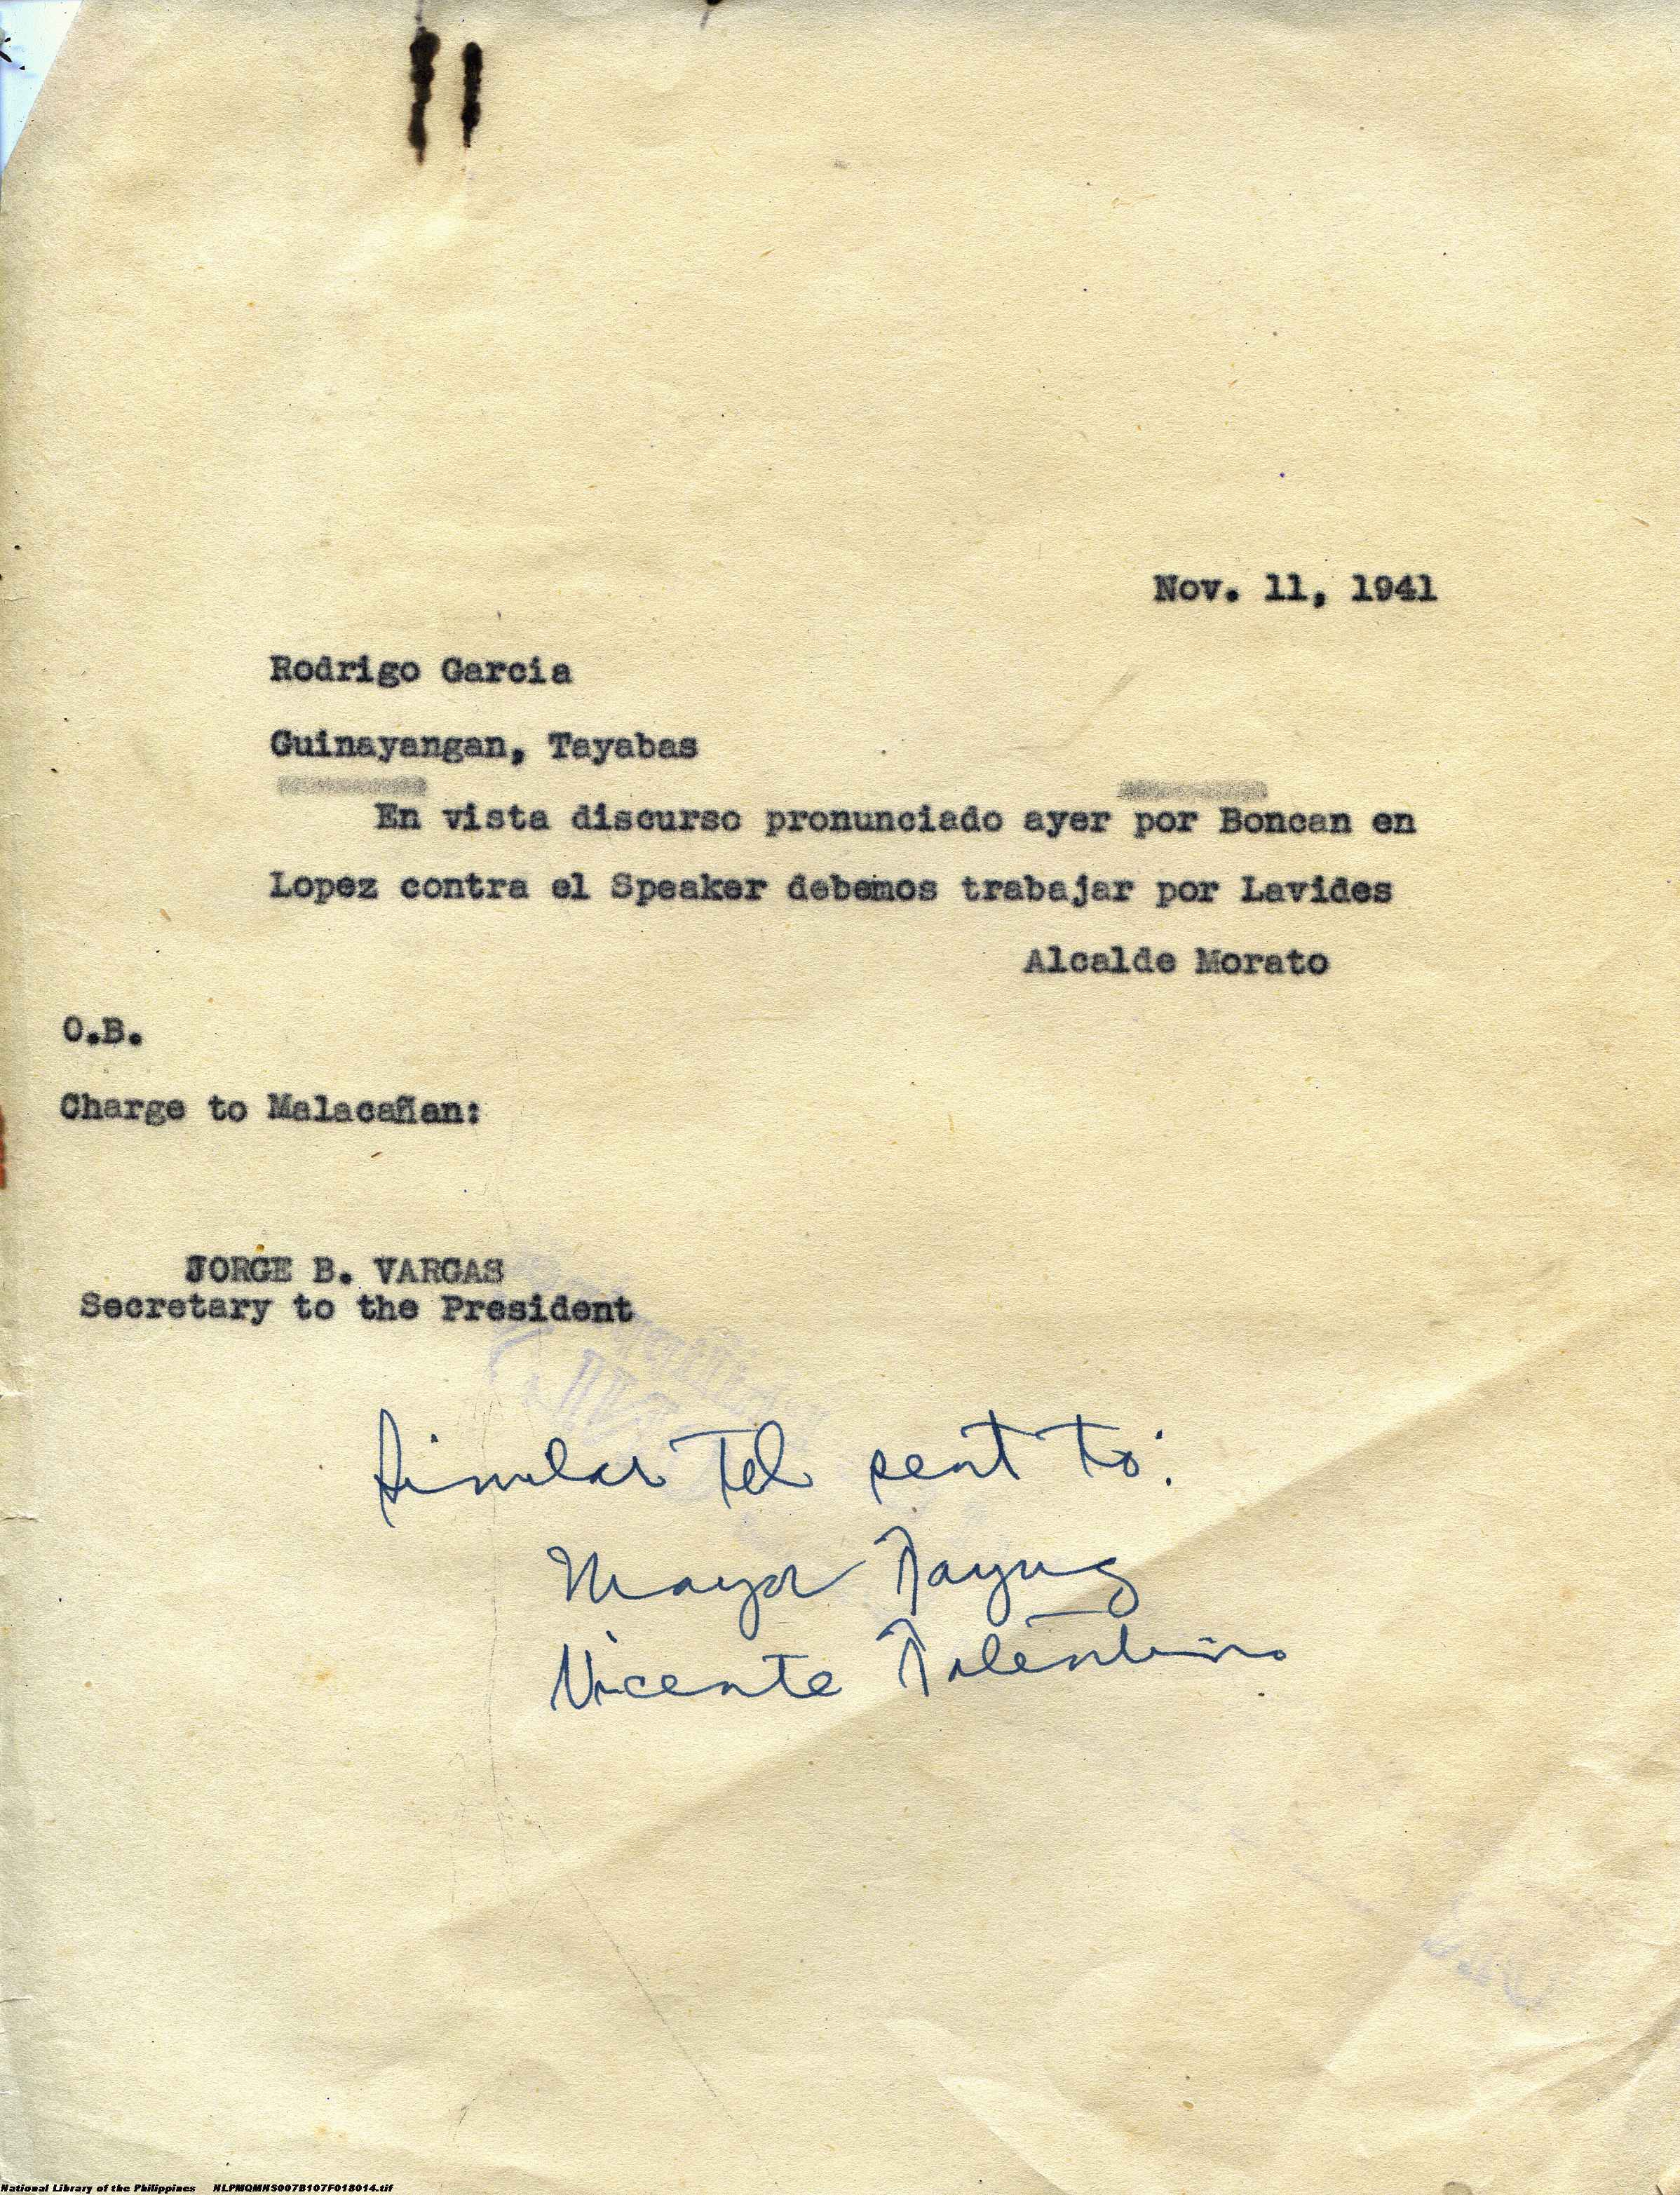 Nov. 11, 1941
Rodrigo Garcia
Guinayangan, Tayabas
En vista discurso pronunciado ayer por Boncan en
Lopez contra el Speaker debemos trabajar por Lavides
Alcalde Morato
O.B.
Charge to Malacañan:
JORGE B. VARGAS
Secretary to the President
Similar Tel sent to:
Mayor Tayug
Vicente Tolentino
National Library of the Philippines NLPMQMNS007B107F018014.tif